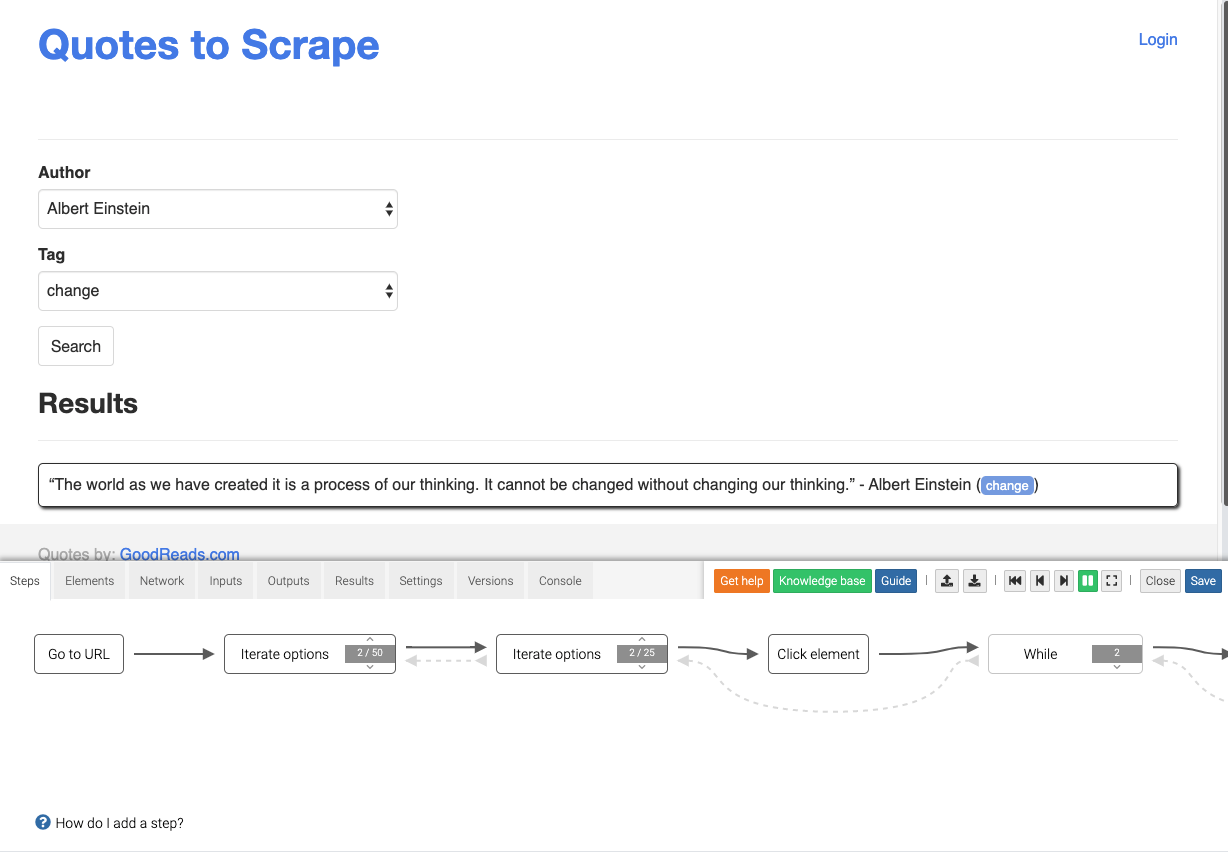 Quotes to Scrape
Login
Author
Albert Einstein
Tag
change
Search
Results
“The world as we have created it is a process of our thinking. It cannot be changed without changing our thinking.” - Albert Einstein (change)
Quotes by: GoodReads.com
Steps Elements Network Inputs Outputs Results Settings Versions Console Get help Knowledge base Guide Close Save
Go to URL Iterate options 2 / 50 Iterate options 2 / 25 Click element While 2
How do I add a step?